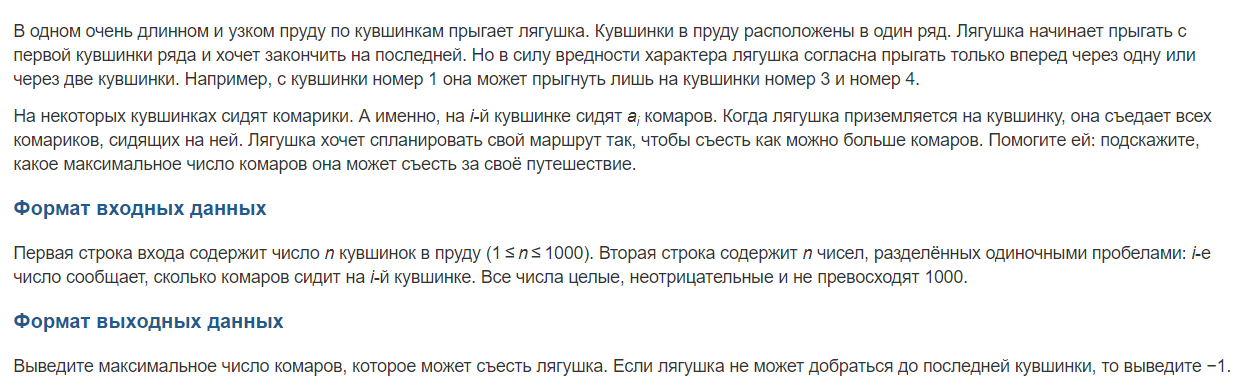 В одном очень длинном и узком пруду по кувшинкам прыгает лягушка. Кувшинки в пруду расположены в один ряд. Лягушка начинает прыгать с
первой кувшинки ряда и хочет закончить на последней. Но в силу вредности характера лягушка согласна прыгать только вперед через одну или
через две кувшинки. Например, с кувшинки номер 1 она может прыгнуть лишь на кувшинки номер 3 и номер 4.
На некоторых кувшинках сидят комарики. А именно, на i-й кувшинке сидят aᵢ комаров. Когда лягушка приземляется на кувшинку, она съедает всех
комариков, сидящих на ней. Лягушка хочет спланировать свой маршрут так, чтобы съесть как можно больше комаров. Помогите ей: подскажите,
какое максимальное число комаров она может съесть за своё путешествие.
Формат входных данных
Первая строка входа содержит число n кувшинок в пруду (1 ≤ n ≤ 1000). Вторая строка содержит n чисел, разделённых одиночными пробелами: i-е
число сообщает, сколько комаров сидит на i-й кувшинке. Все числа целые, неотрицательные и не превосходят 1000.
Формат выходных данных
Выведите максимальное число комаров, которое может съесть лягушка. Если лягушка не может добраться до последней кувшинки, то выведите −1.